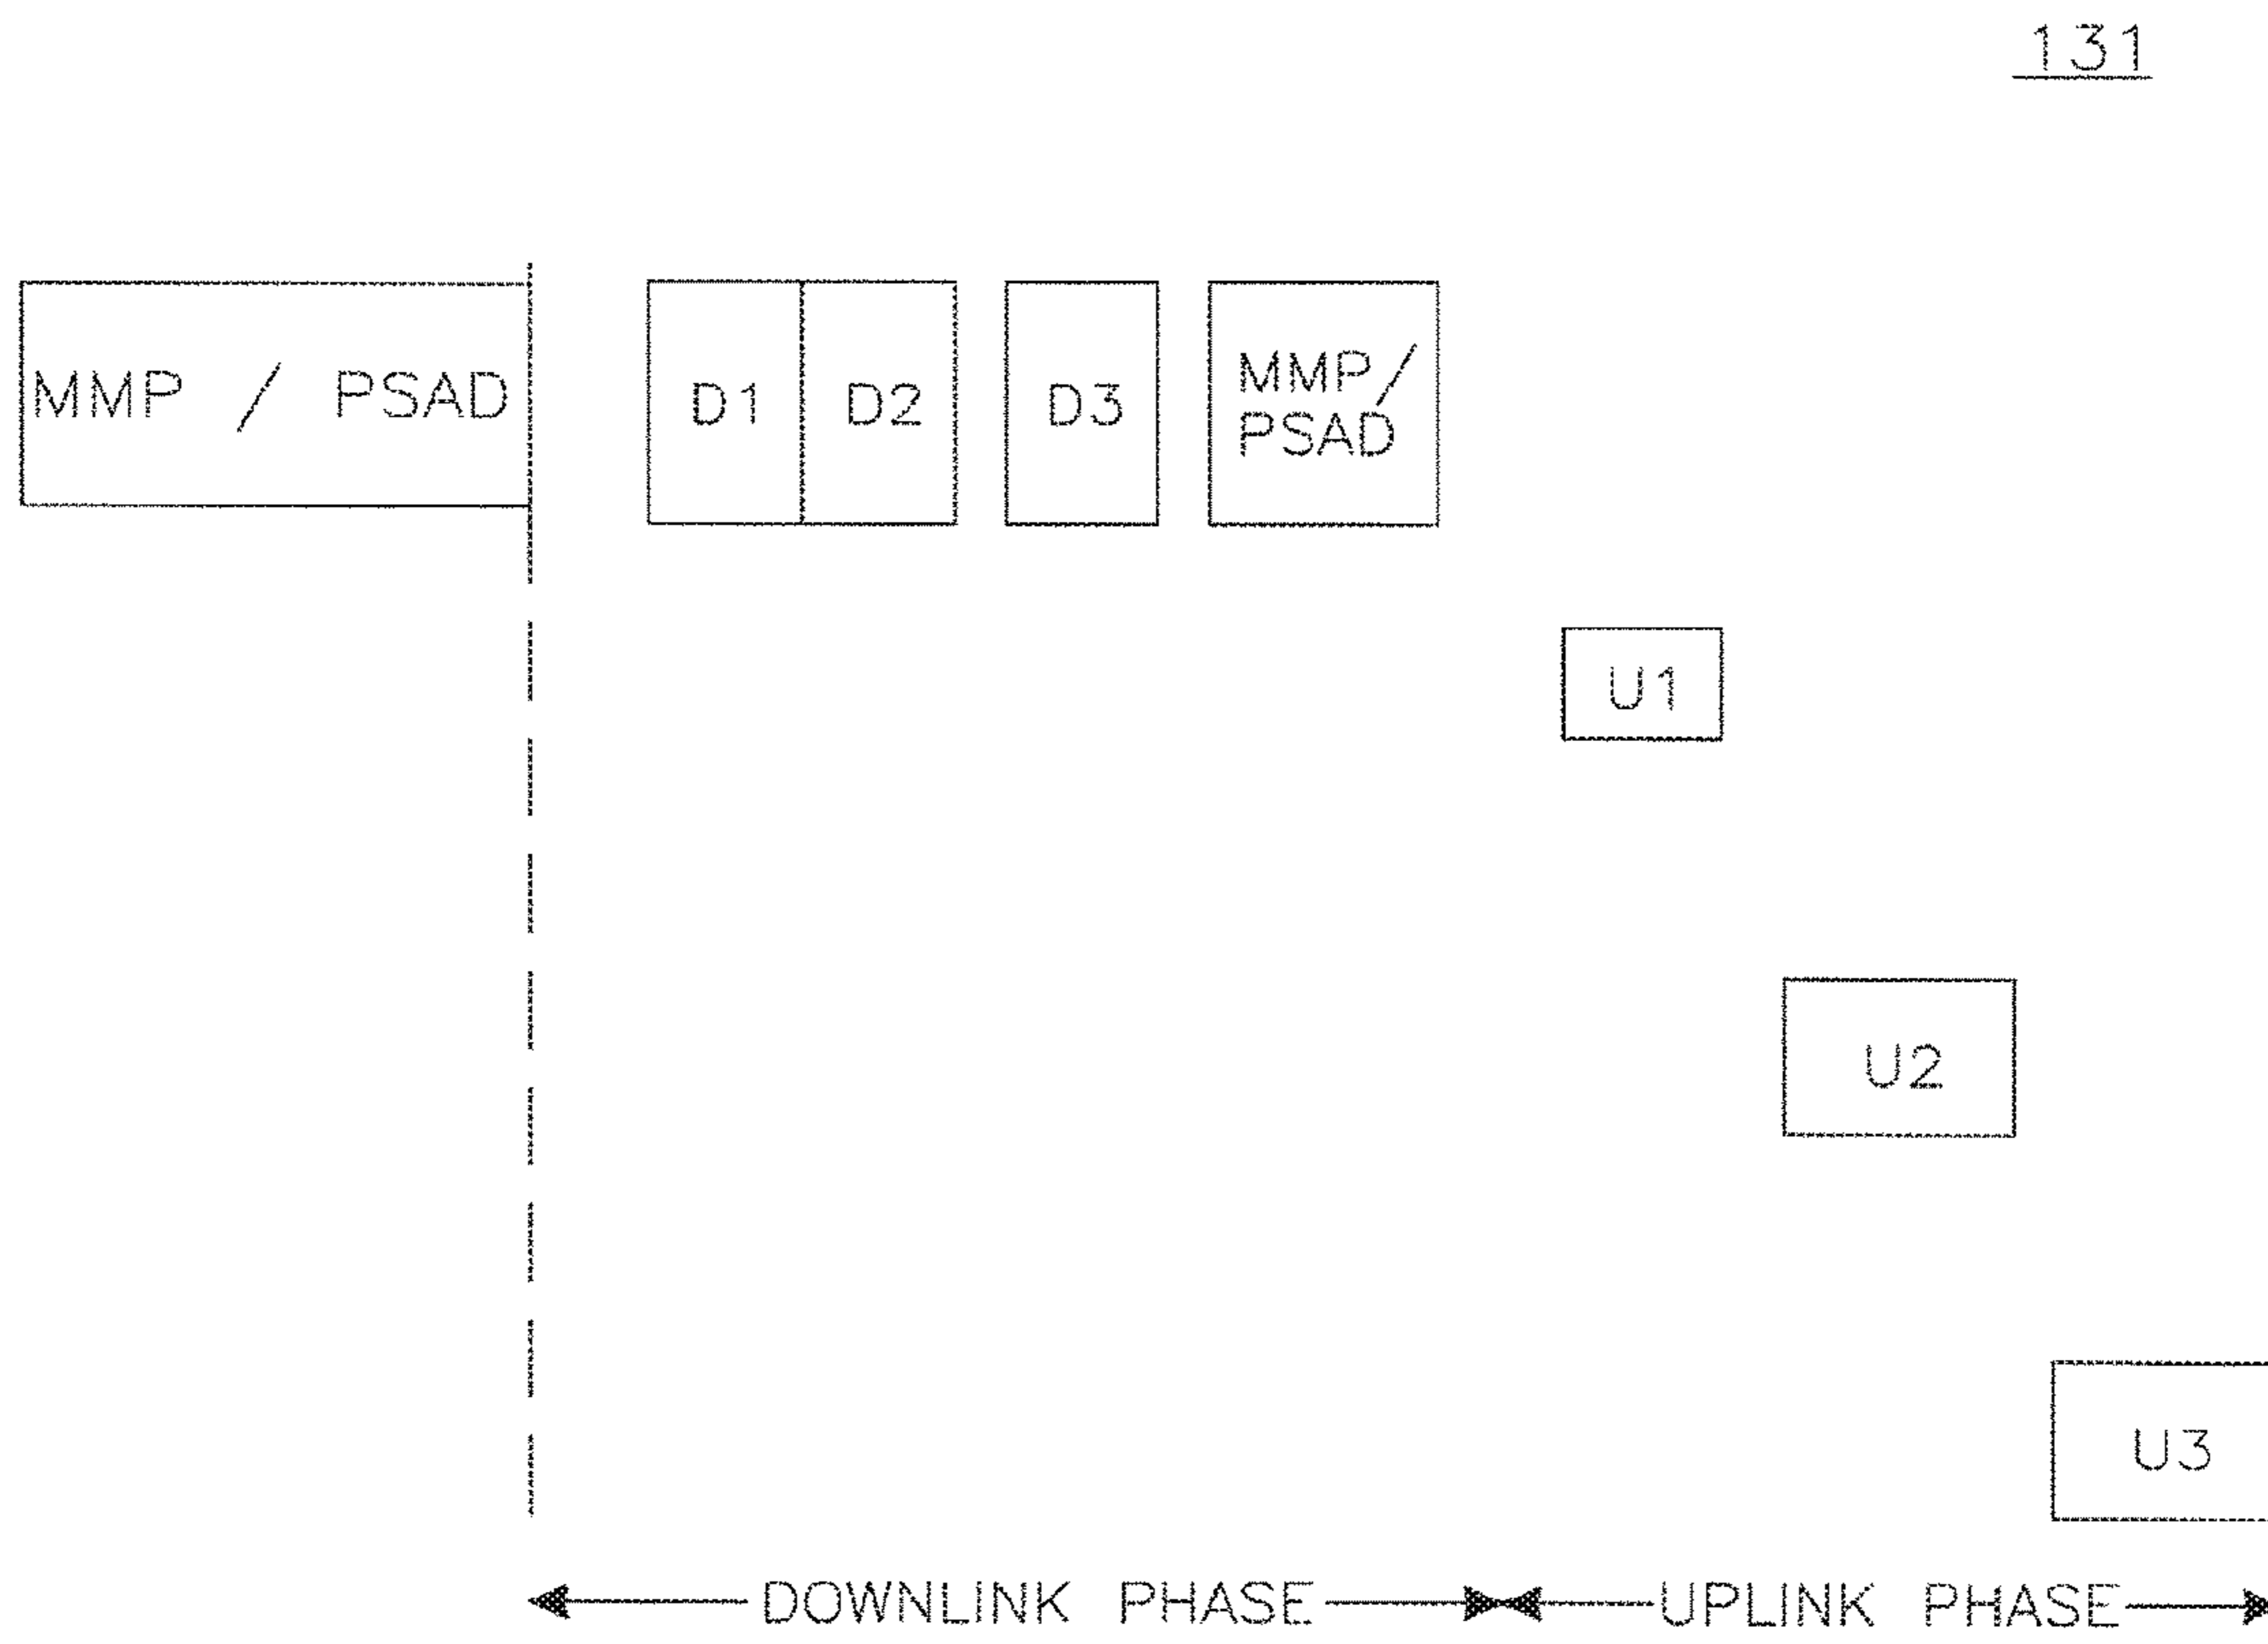 131
MMP / PSAD
D1
D2
D3
MMP/
PSAD
U1
U2
U3
DOWNLINK PHASE
UPLINK PHASE